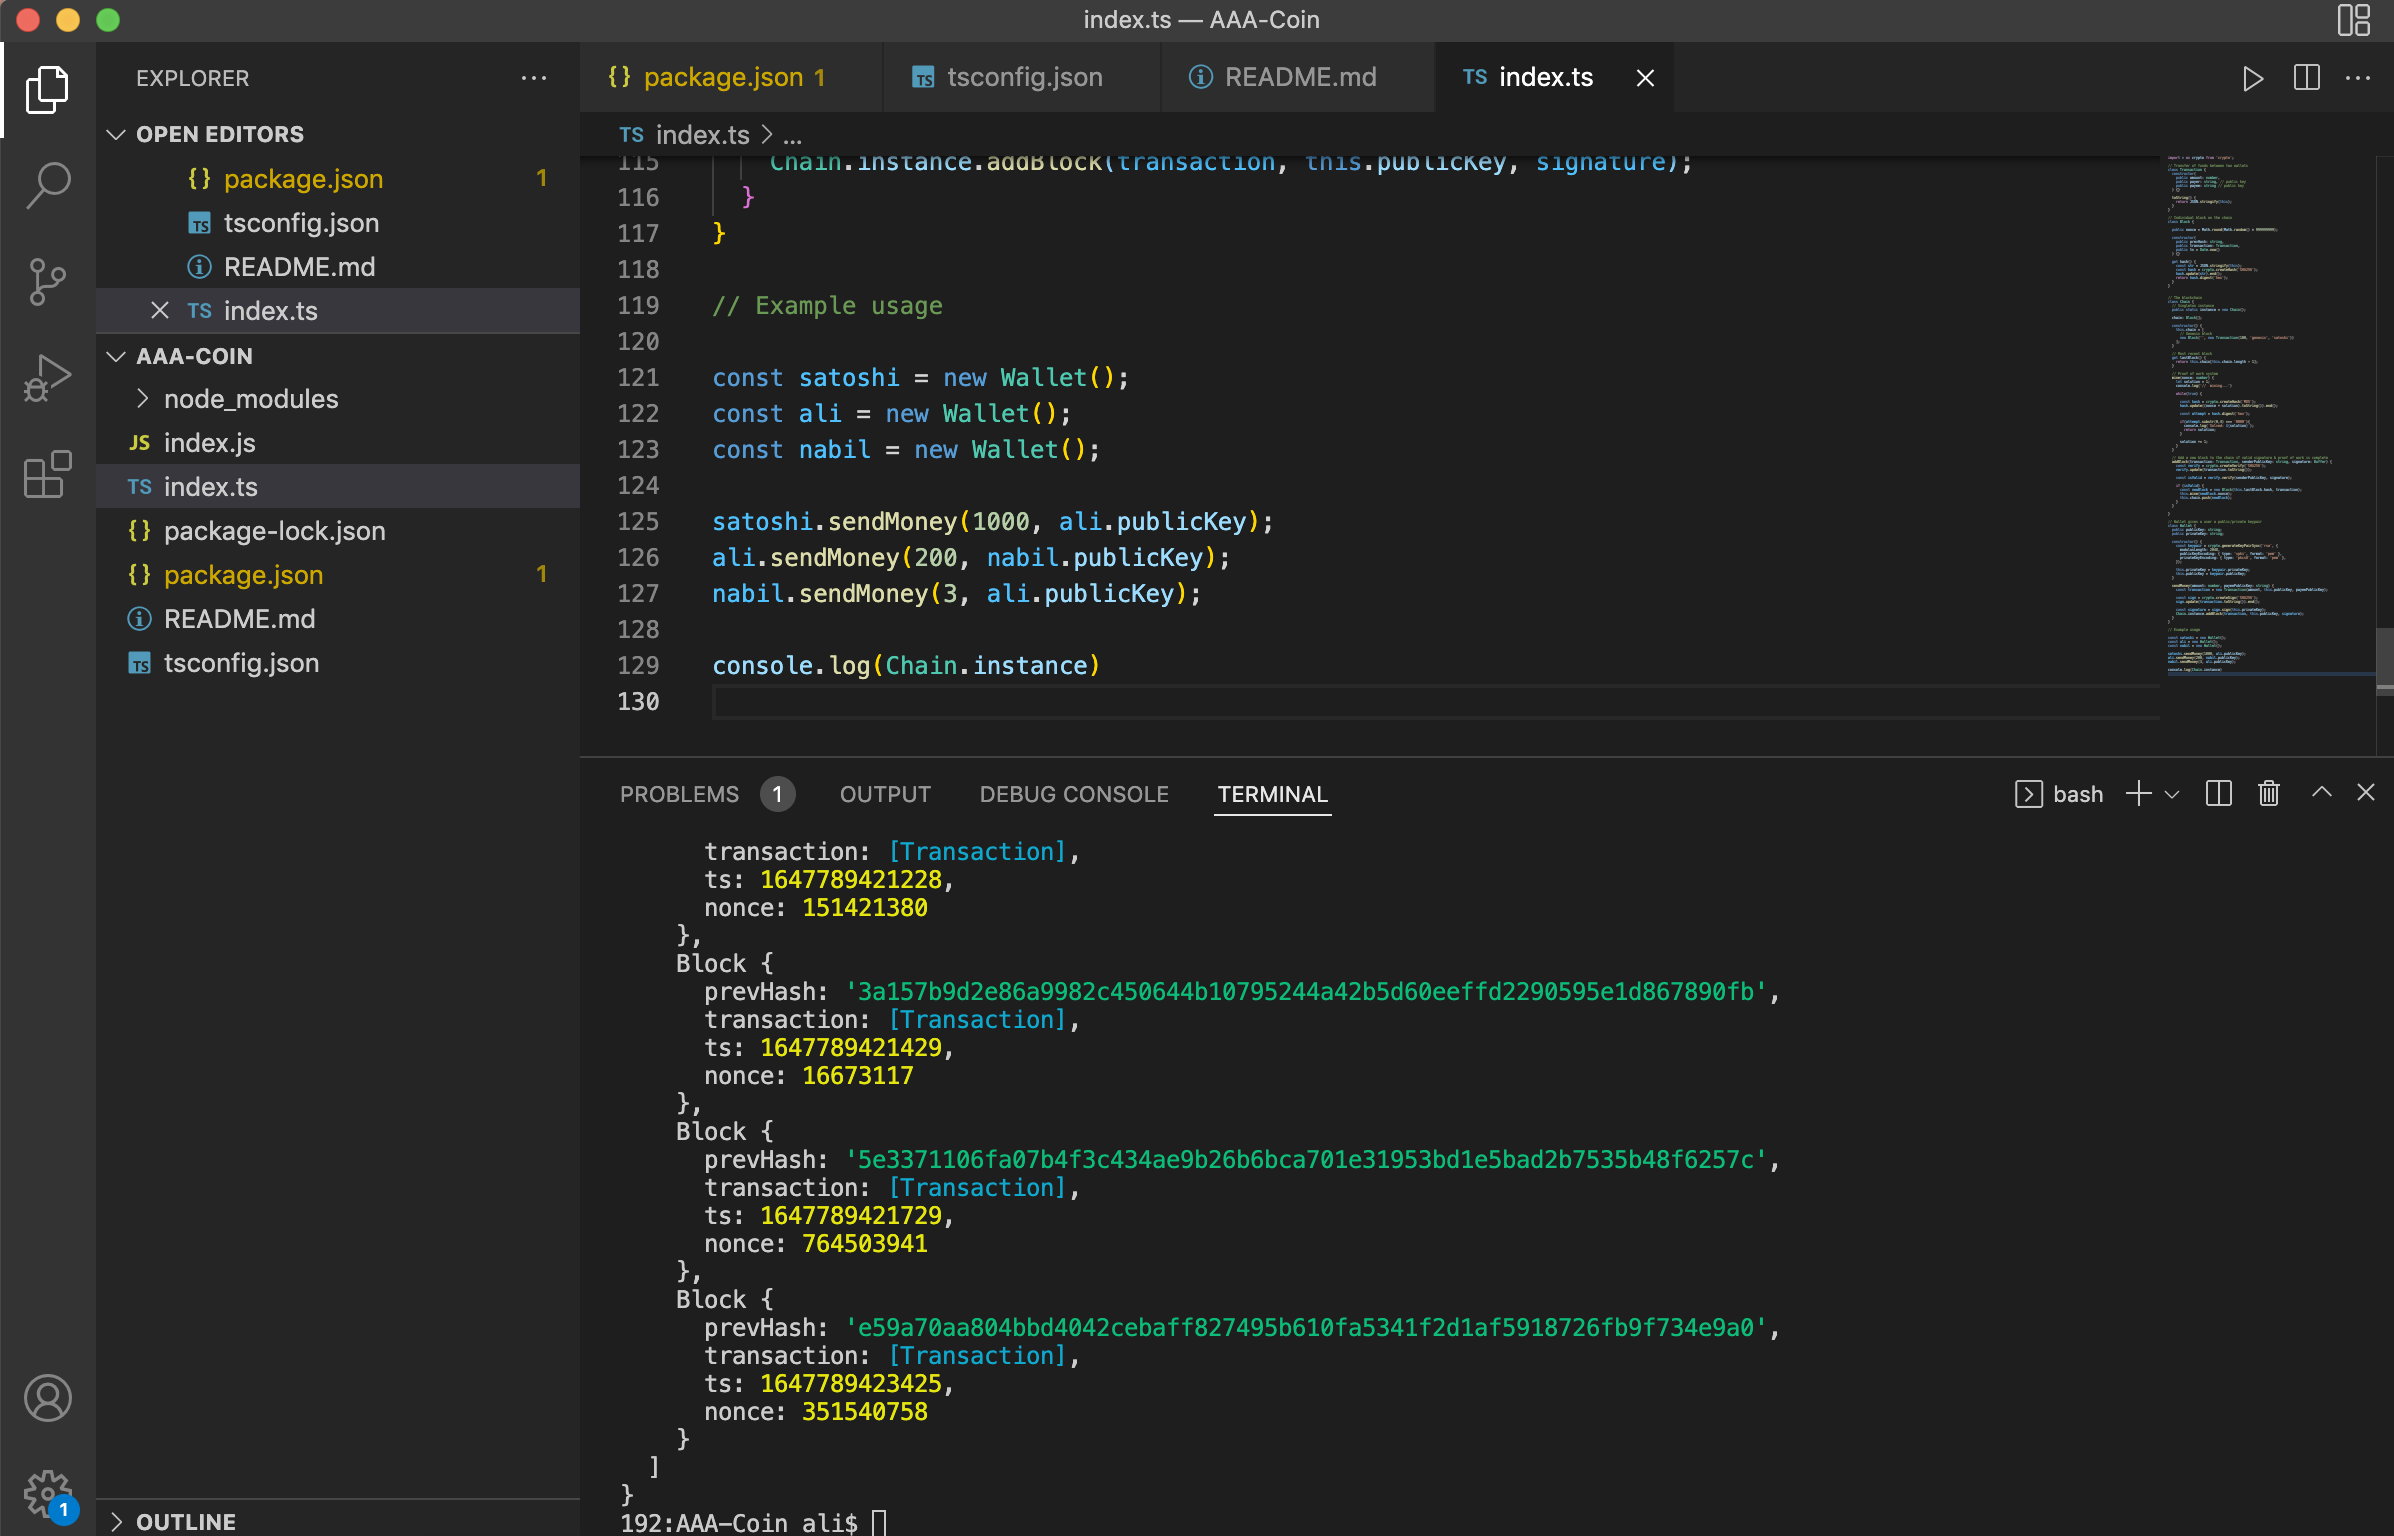 index.ts — AAA-Coin
EXPLORER
OPEN EDITORS
{} package.json 1
TS tsconfig.json
README.md
TS index.ts
AAA-COIN
node_modules
JS index.js
TS index.ts
{} package-lock.json
{} package.json 1
README.md
TS tsconfig.json
OUTLINE
1
{} package.json 1
TS tsconfig.json
README.md
TS index.ts
TS index.ts > ...
115 Chain.instance.addBlock(transaction, this.publicKey, signature);
116 }
117 }
118
119 // Example usage
120
121 const satoshi = new Wallet();
122 const ali = new Wallet();
123 const nabil = new Wallet();
124
125 satoshi.sendMoney(1000, ali.publicKey);
126 ali.sendMoney(200, nabil.publicKey);
127 nabil.sendMoney(3, ali.publicKey);
128
129 console.log(Chain.instance)
130
PROBLEMS 1 OUTPUT DEBUG CONSOLE TERMINAL
bash
transaction: [Transaction],
ts: 1647789421228,
nonce: 151421380
},
Block {
prevHash: '3a157b9d2e86a9982c450644b10795244a42b5d60eeffd2290595e1d867890fb',
transaction: [Transaction],
ts: 1647789421429,
nonce: 16673117
},
Block {
prevHash: '5e3371106fa07b4f3c434ae9b26b6bca701e31953bd1e5bad2b7535b48f6257c',
transaction: [Transaction],
ts: 1647789421729,
nonce: 764503941
},
Block {
prevHash: 'e59a70aa804bbd4042cebaff827495b610fa5341f2d1af5918726fb9f734e9a0',
transaction: [Transaction],
ts: 1647789423425,
nonce: 351540758
}
]
}
192:AAA-Coin ali$